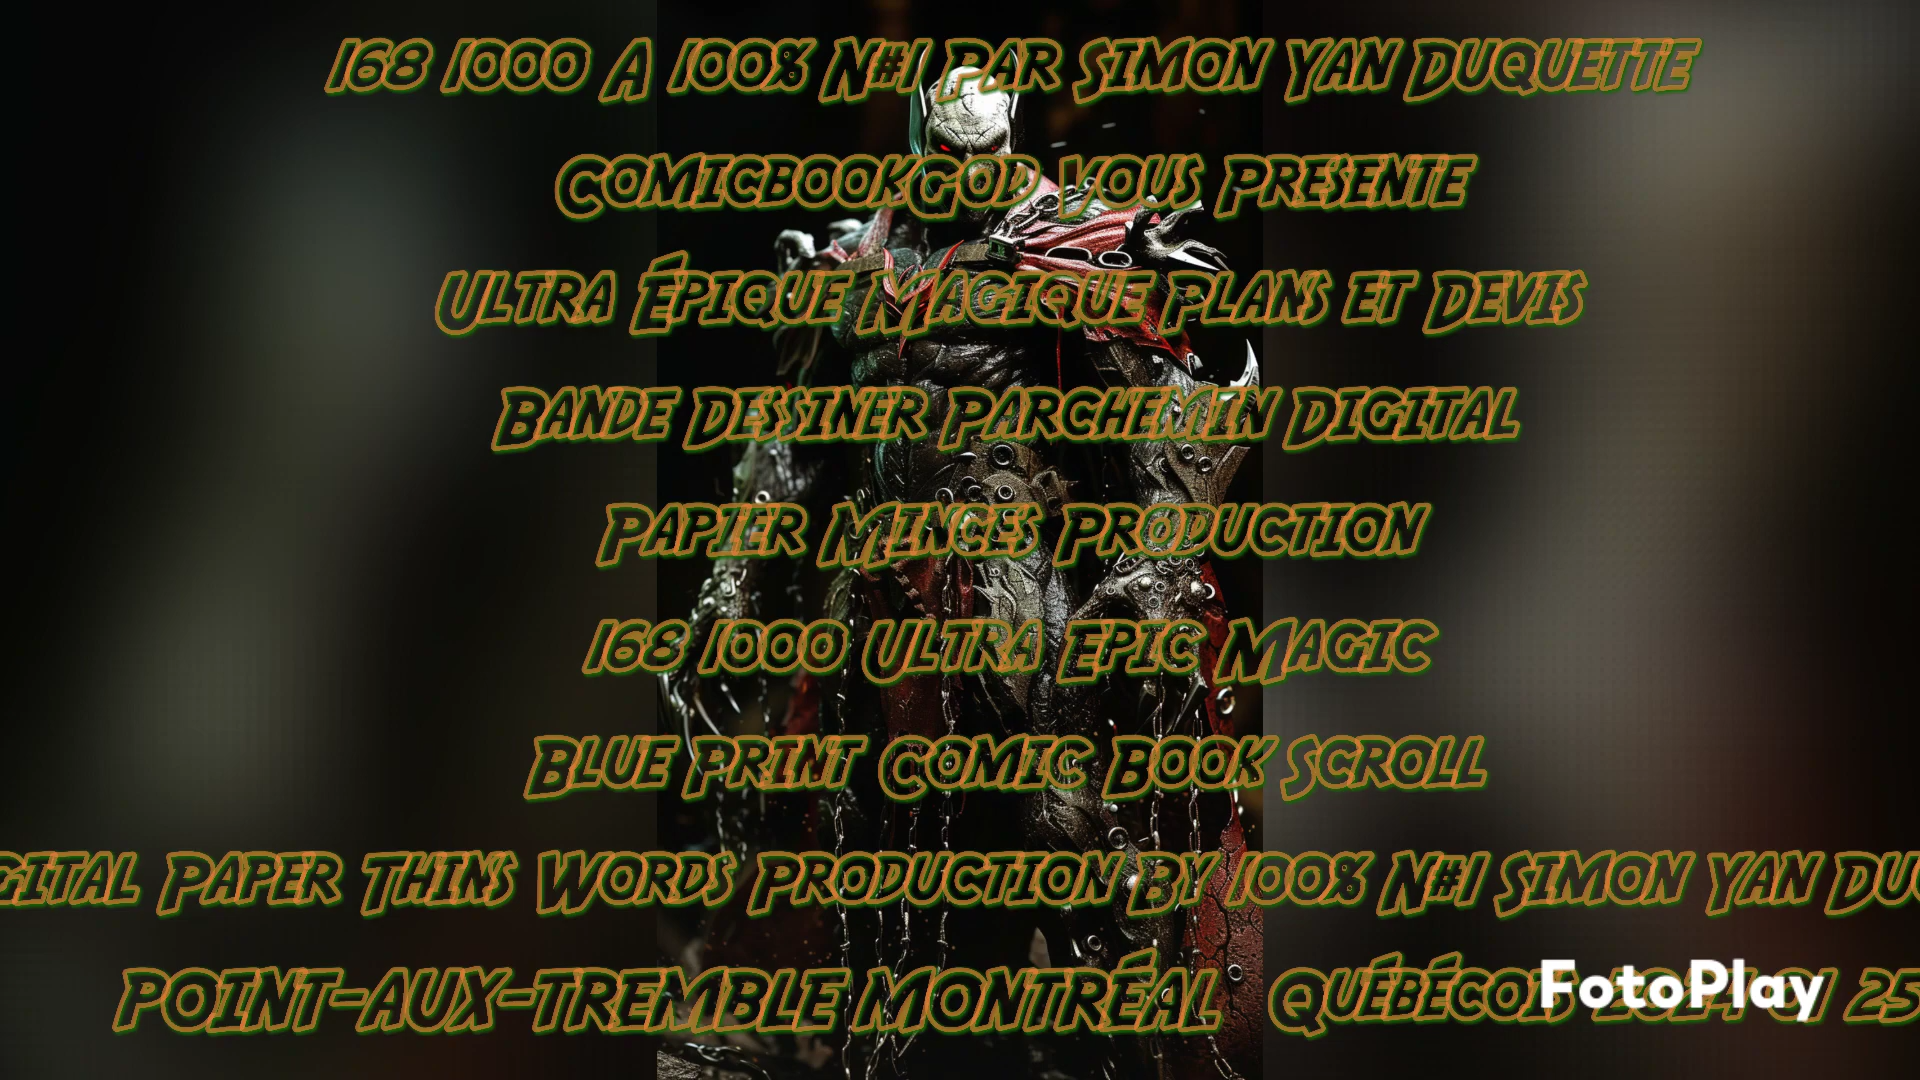 168 1000 A 100% N#1 Par Simon Yan Duquette
ComicbookGod Vous Presente
Ultra Épique Magique Plans et Devis
Bande Dessiner Parchemin Digital
Papier Minces Production
168 1000 Ultra Epic Magic
Blue Print Comic Book Scroll
Paper Thins Words Production By 100% N#1 Simon Yan
POINT-AUX-TREMBLE MONTRÉAL Québécois
FotoPlay